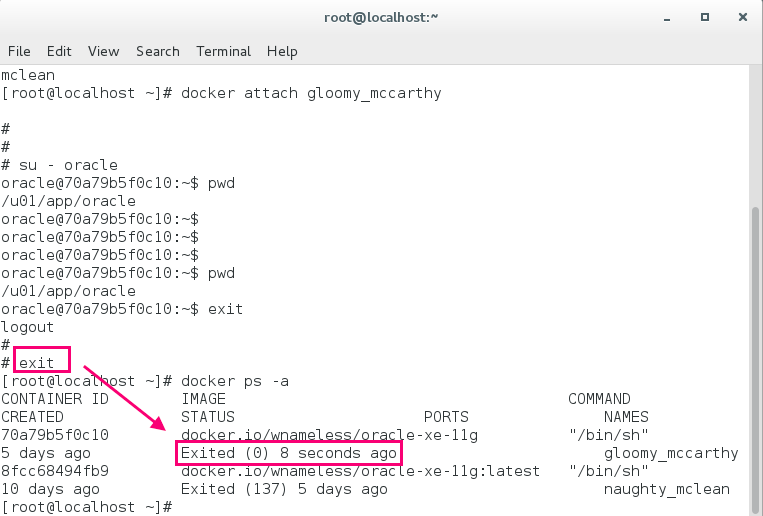 root@localhost:~
File Edit View Search Terminal Help
mclean
[root@localhost ~]# docker attach gloomy_mccarthy
#
#
# su - oracle
oracle@70a79b5f0c10:~$ pwd
/u01/app/oracle
oracle@70a79b5f0c10:~$
oracle@70a79b5f0c10:~$
oracle@70a79b5f0c10:~$
oracle@70a79b5f0c10:~$ pwd
/u01/app/oracle
oracle@70a79b5f0c10:~$ exit
logout
#
# exit
[root@localhost ~]# docker ps -a
CONTAINER ID IMAGE COMMAND
CREATED STATUS PORTS NAMES
70a79b5f0c10 docker.io/wnameless/oracle-xe-11g "/bin/sh"
5 days ago Exited (0) 8 seconds ago gloomy_mccarthy
8fcc68494fb9 docker.io/wnameless/oracle-xe-11g:latest "/bin/sh"
10 days ago Exited (137) 5 days ago naughty_mclean
[root@localhost ~]#